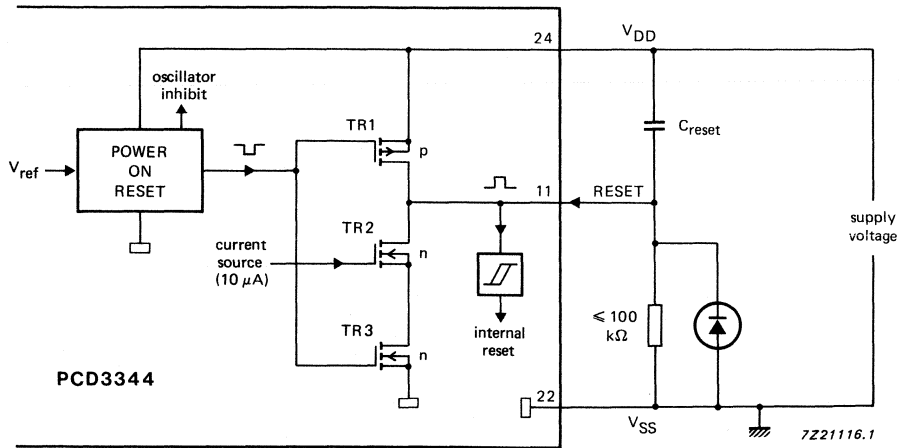 24
V_DD
oscillator
inhibit
TR1
p
C_reset
V_ref
POWER
ON
RESET
11
RESET
supply
voltage
TR2
n
current
source
(10 μA)
internal
reset
≤ 100
kΩ
TR3
n
PCD3344
22
V_SS
7Z21116.1